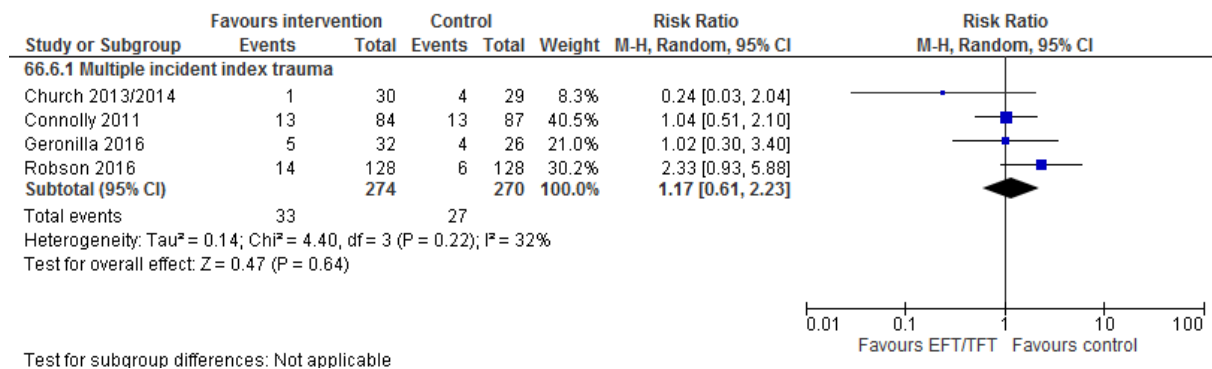 Favours intervention Control Risk Ratio Risk Ratio
Study or Subgroup Events Total Events Total Weight M-H, Random, 95% CI M-H, Random, 95% CI
66.6.1 Multiple incident index trauma
Church 2013/2014 1 30 4 29 8.3% 0.24 [0.03, 2.04]
Connolly 2011 13 84 13 87 40.5% 1.04 [0.51, 2.10]
Geronilla 2016 5 32 4 26 21.0% 1.02 [0.30, 3.40]
Robson 2016 14 128 6 128 30.2% 2.33 [0.93, 5.88]
Subtotal (95% CI) 274 270 100.0% 1.17 [0.61, 2.23]
Total events 33 27
Heterogeneity: Tau² = 0.14; Chi² = 4.40, df = 3 (P = 0.22); I² = 32%
Test for overall effect: Z = 0.47 (P = 0.64)
0.01 0.1 1 10 100
Favours EFT/TFT Favours control
Test for subgroup differences: Not applicable